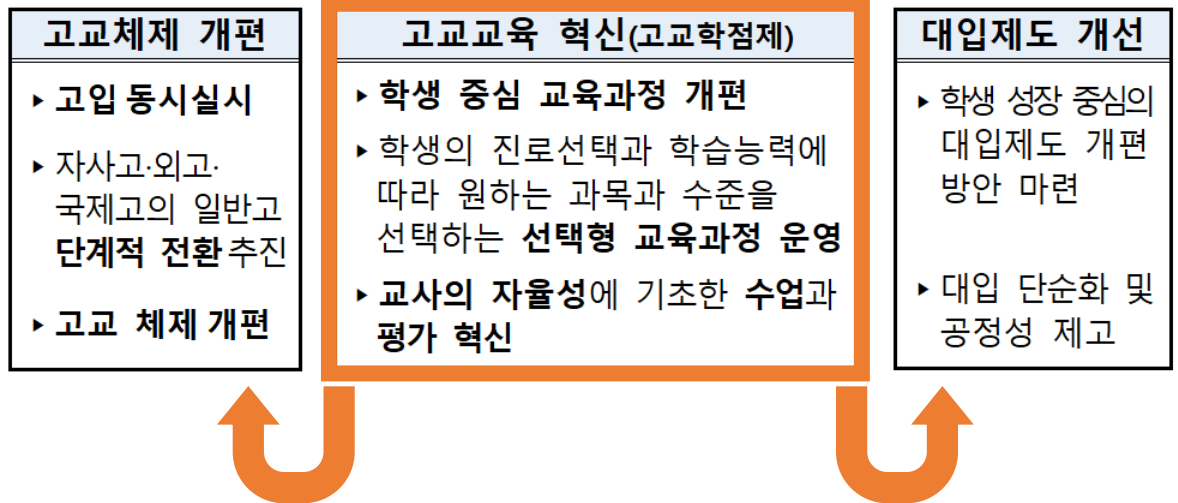 고교체제 개편
▸ 고입 동시실시
▸ 자사고·외고·
국제고의 일반고
단계적 전환 추진
▸ 고교 체제 개편
고교교육 혁신(고교학점제)
▸ 학생 중심 교육과정 개편
▸ 학생의 진로선택과 학습능력에
따라 원하는 과목과 수준을
선택하는 선택형 교육과정 운영
▸ 교사의 자율성에 기초한 수업과
평가 혁신
대입제도 개선
▸ 학생 성장 중심의
대입제도 개편
방안 마련
▸ 대입 단순화 및
공정성 제고